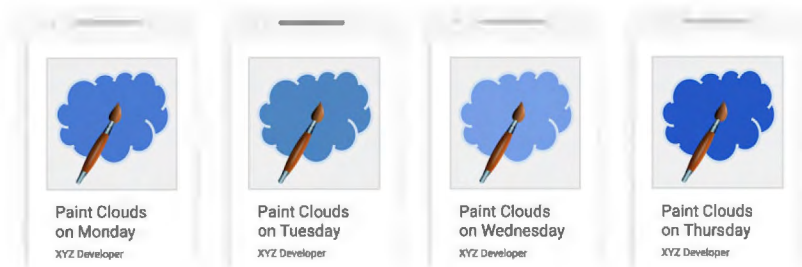 Paint Clouds
on Monday
XYZ Developer
Paint Clouds
on Tuesday
XYZ Developer
Paint Clouds
on Wednesday
XYZ Developer
Paint Clouds
on Thursday
XYZ Developer